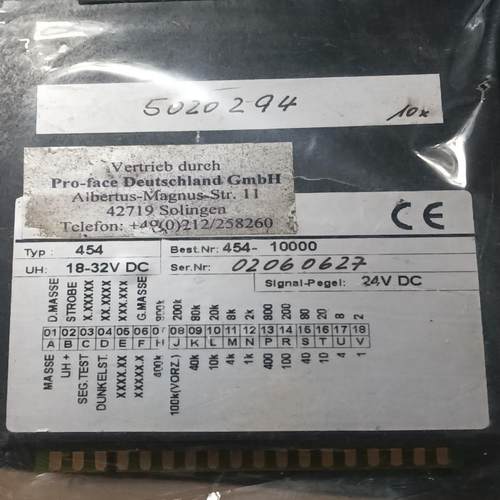 5020294
10x
Vertrieb durch
Pro-face Deutschland GmbH
Albertus-Magnus-Str. 11
42719 Solingen
Telefon: +49(0)212/258260
CE
Typ: 454
Best.Nr: 454- 10000
UH: 18-32V DC
Ser.Nr: 02060627
Signal-Pegel: 24V DC
D.MASSE STROBE X.XXXXX XX.XXXX XXX.XXX G.MASSE 800k 200k 80k 20k 8k 2k 800 200 80 20 8 2
01 02 03 04 05 06 07 08 09 10 11 12 13 14 15 16 17 18
A B C D E F H J K L M N P R S T U V
MASSE UH + SEG.TEST DUNKELST. XXXX.XX XXXXX.X 400k 100k(VORZ.) 40k 10k 4k 1k 400 100 40 10 4 1